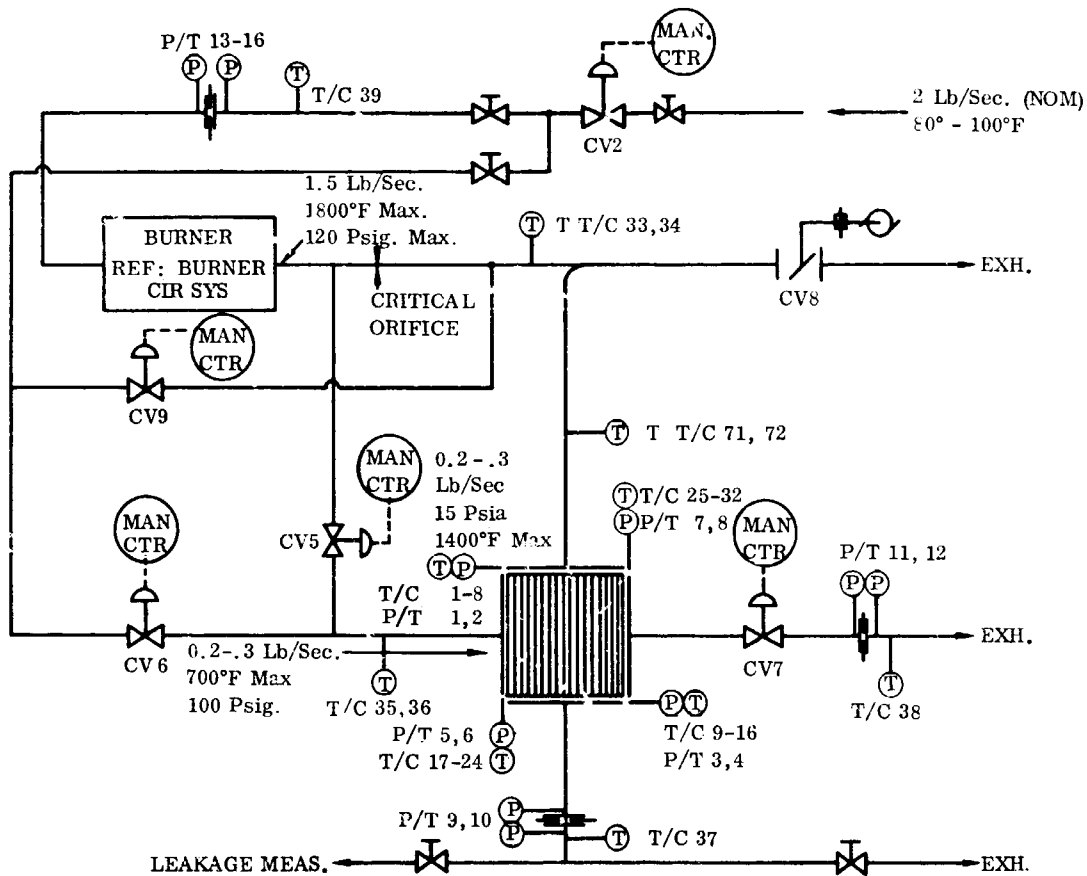 P/T 13-16
P P
T
T/C 39
MAN.
CTR
CV2
2 Lb/Sec. (NOM)
80° - 100°F
1.5 Lb/Sec.
1800°F Max.
120 Psig. Max.
BURNER
REF: BURNER
CIR SYS
CRITICAL
ORIFICE
T T T/C 33,34
CV8
EXH.
MAN
CTR
CV9
T T T/C 71, 72
MAN
CTR
CV5
0.2-.3
Lb/Sec
15 Psia
1400°F Max
T T/C 25-32
P P/T 7,8
MAN
CTR
CV7
P/T 11, 12
P P
EXH.
T
T/C 38
MAN
CTR
CV6
T P
T/C 1-8
P/T 1,2
0.2-.3 Lb/Sec.
700°F Max
100 Psig.
T
T/C 35,36
P/T 5,6 P
T/C 17-24 T
P T
T/C 9-16
P/T 3,4
P/T 9,10 P
P
T T/C 37
LEAKAGE MEAS.
EXH.